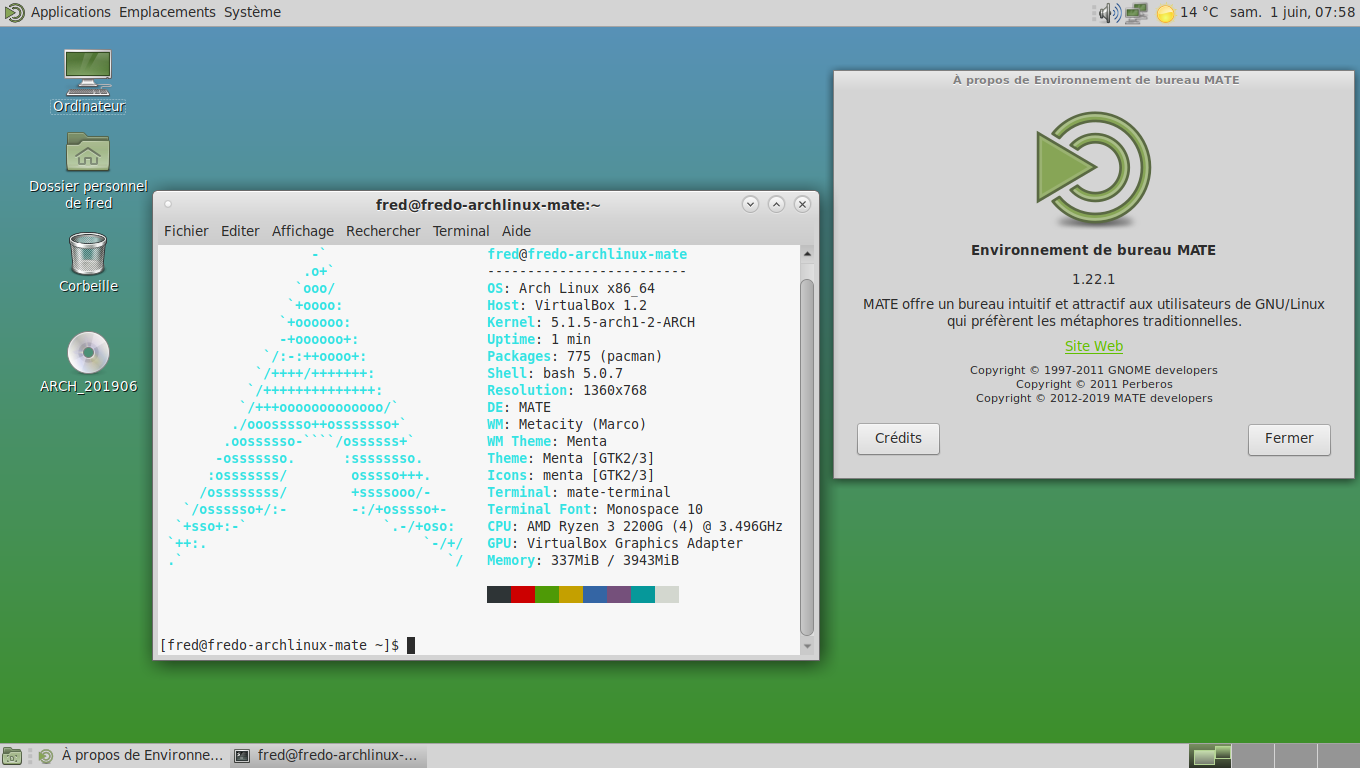 Applications Emplacements Système
14 °C sam. 1 juin, 07:58
Ordinateur
Dossier personnel
de fred
Corbeille
ARCH_201906
fred@fredo-archlinux-mate:~
Fichier Editer Affichage Rechercher Terminal Aide
-`
.o+`
`ooo/
`+oooo:
`+oooooo:
-+oooooo+:
`/:-:++oooo+:
`/++++/+++++++:
`/++++++++++++++:
`/+++ooooooooooooo/`
./ooosssso++osssssso+`
.oossssso-````/ossssss+`
-osssssso. :ssssssso.
:osssssss/ osssso+++.
/ossssssss/ +ssssooo/-
`/ossssso+/:- -:/+osssso+-
`+sso+:-` `.-/+oso:
`++:. `-/+/
.` `/
fred@fredo-archlinux-mate
-------------------------
OS: Arch Linux x86_64
Host: VirtualBox 1.2
Kernel: 5.1.5-arch1-2-ARCH
Uptime: 1 min
Packages: 775 (pacman)
Shell: bash 5.0.7
Resolution: 1360x768
DE: MATE
WM: Metacity (Marco)
WM Theme: Menta
Theme: Menta [GTK2/3]
Icons: menta [GTK2/3]
Terminal: mate-terminal
Terminal Font: Monospace 10
CPU: AMD Ryzen 3 2200G (4) @ 3.496GHz
GPU: VirtualBox Graphics Adapter
Memory: 337MiB / 3943MiB
[fred@fredo-archlinux-mate ~]$
À propos de Environnement de bureau MATE
Environnement de bureau MATE
1.22.1
MATE offre un bureau intuitif et attractif aux utilisateurs de GNU/Linux
qui préfèrent les métaphores traditionnelles.
Site Web
Copyright © 1997-2011 GNOME developers
Copyright © 2011 Perberos
Copyright © 2012-2019 MATE developers
Crédits Fermer
À propos de Environne... fred@fredo-archlinux-...